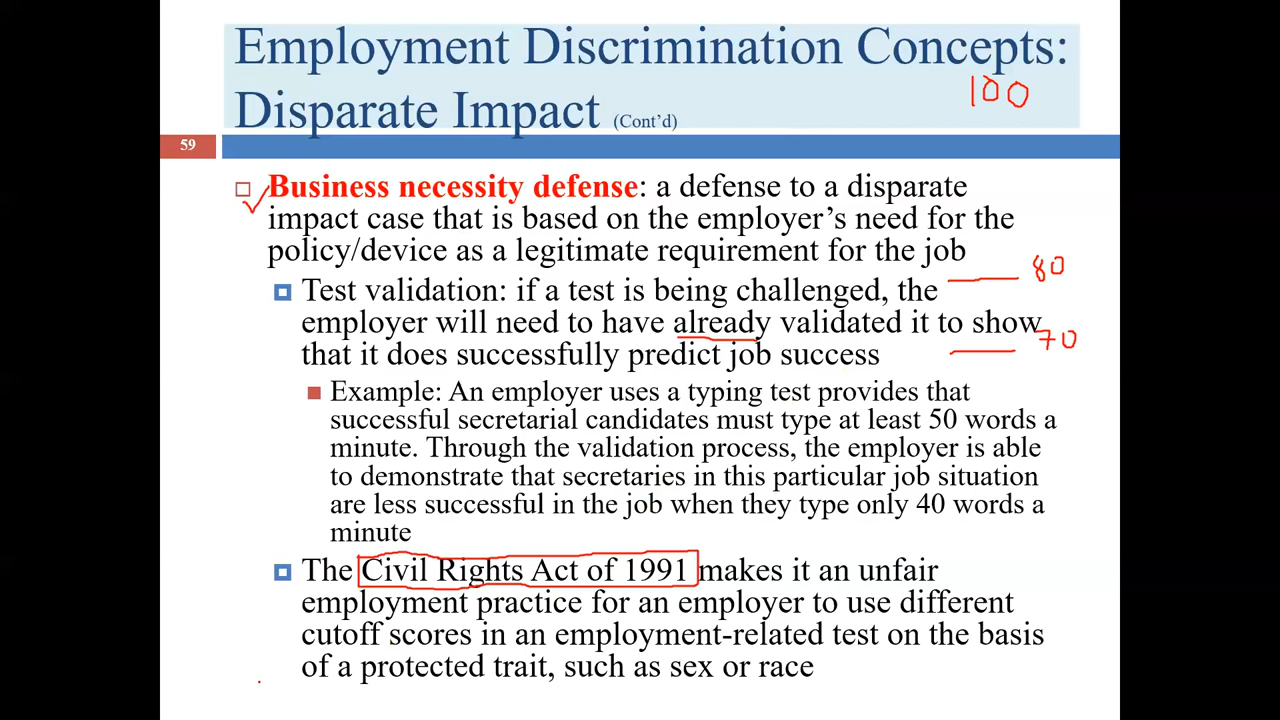 Employment Discrimination Concepts:
100
Disparate Impact (Cont'd)
59
Business necessity defense: a defense to a disparate
impact case that is based on the employer's need for the
policy/device as a legitimate requirement for the job
80
Test validation: if a test is being challenged, the
employer will need to have already validated it to show
70
that it does successfully predict job success
Example: An employer uses a typing test provides that
successful secretarial candidates must type at least 50 words a
minute. Through the validation process, the employer is able
to demonstrate that secretaries in this particular job situation
are less successful in the job when they type only 40 words a
minute
The Civil Rights Act of 1991 makes it an unfair
employment practice for an employer to use different
cutoff scores in an employment-related test on the basis
of a protected trait, such as sex or race